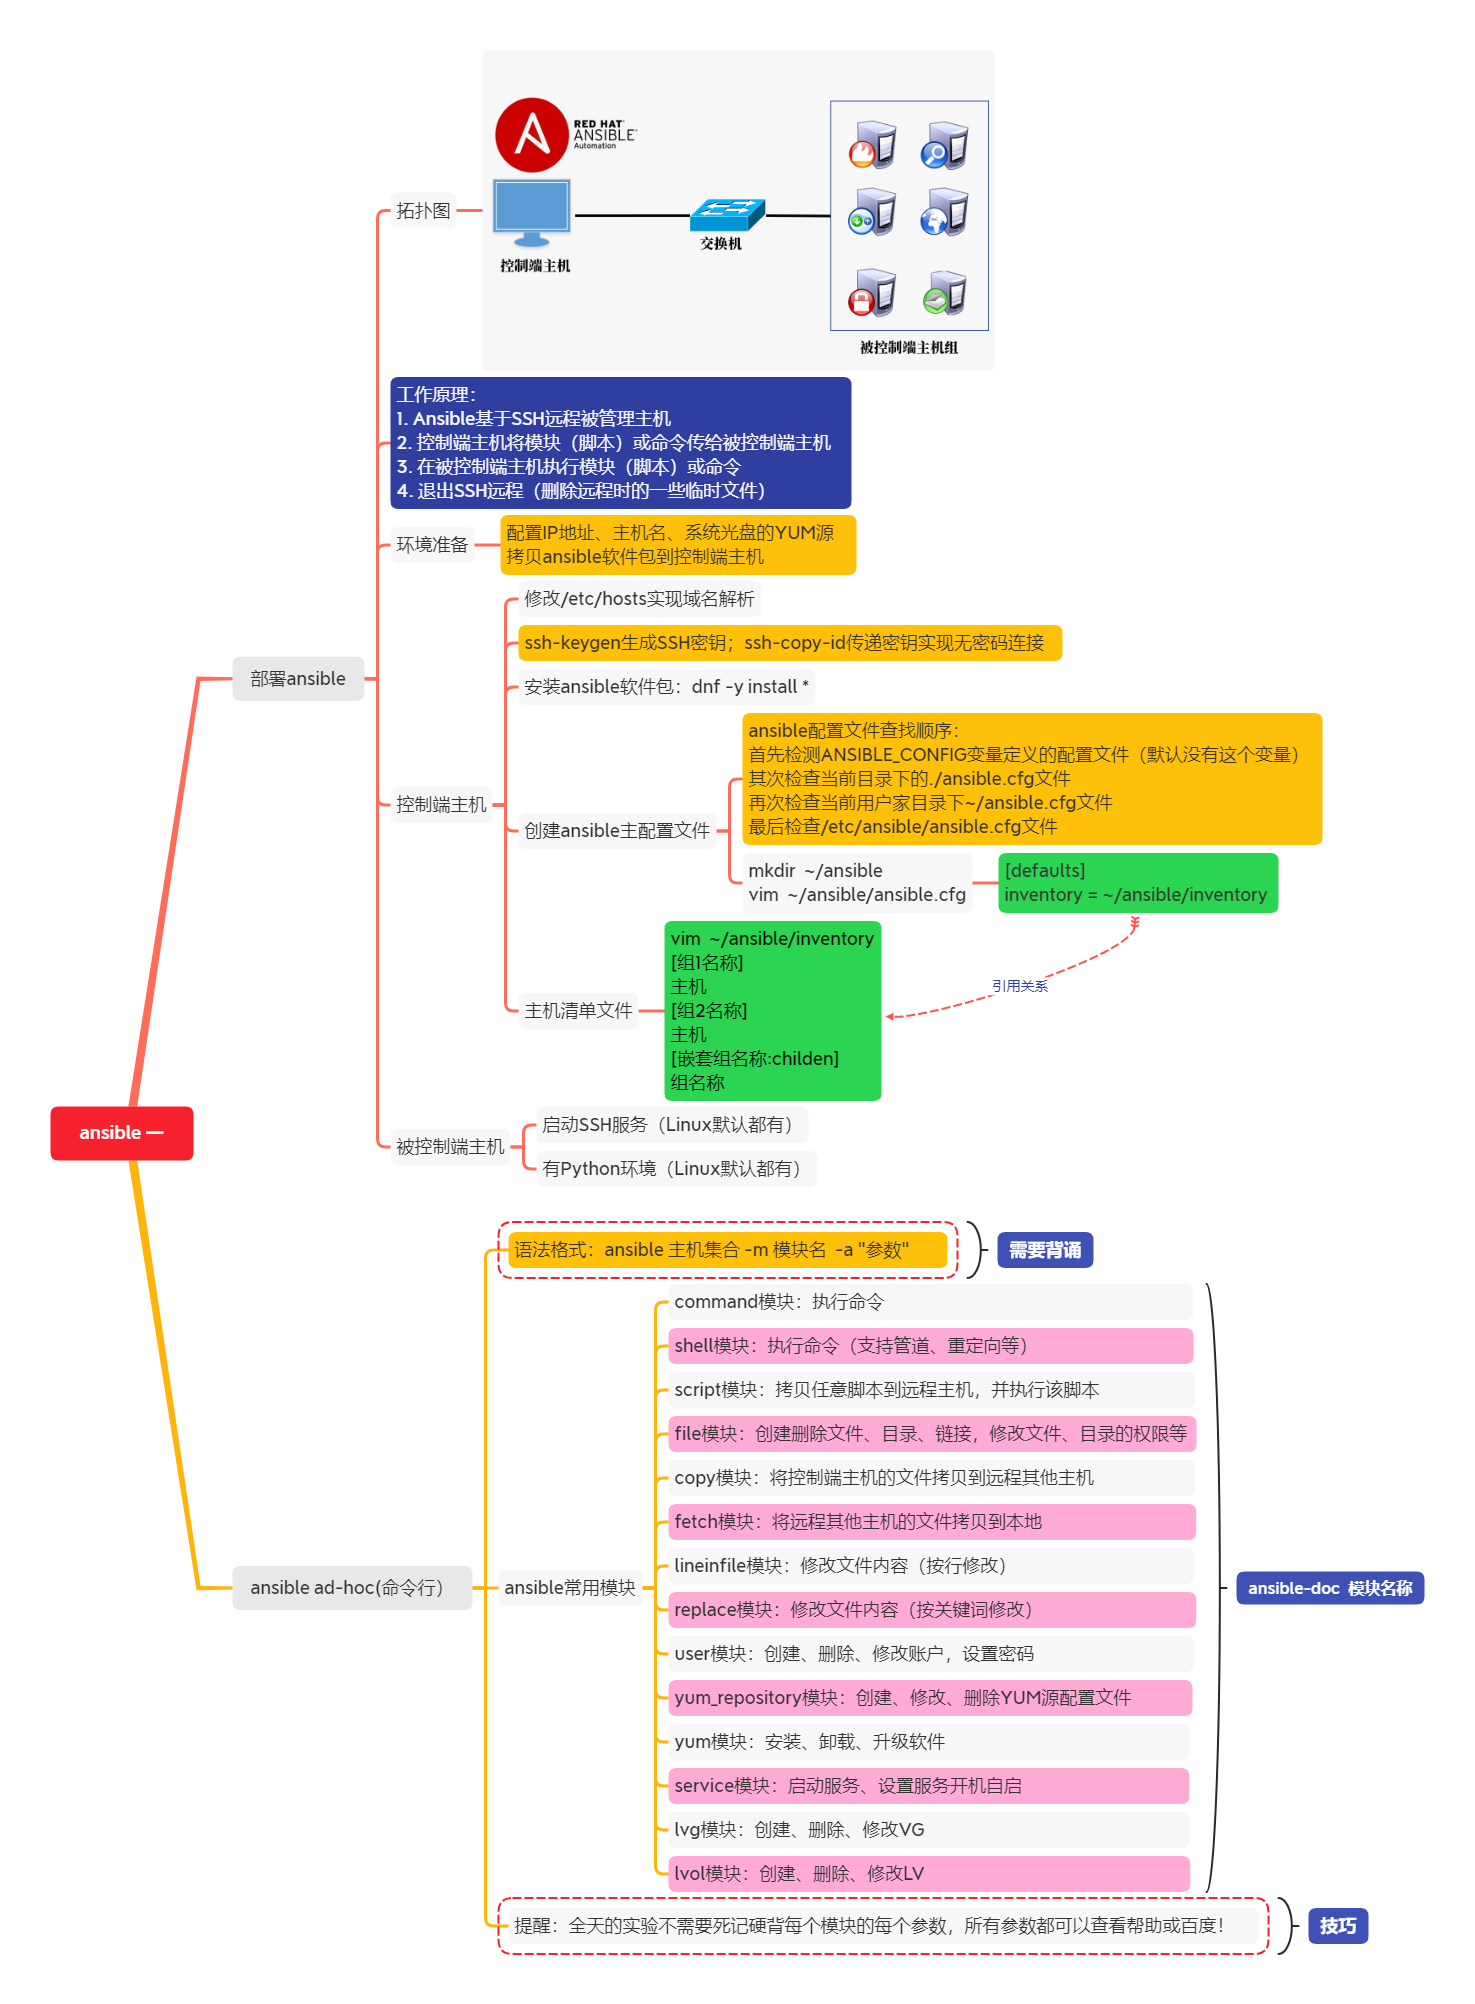 RED HAT
ANSIBLE
Automation
控制端主机
交换机
被控制端主机组
拓扑图
工作原理：
1. Ansible基于SSH远程被管理主机
2. 控制端主机将模块（脚本）或命令传给被控制端主机
3. 在被控制端主机执行模块（脚本）或命令
4. 退出SSH远程（删除远程时的一些临时文件）
环境准备
配置IP地址、主机名、系统光盘的YUM源
拷贝ansible软件包到控制端主机
修改/etc/hosts实现域名解析
ssh-keygen生成SSH密钥；ssh-copy-id传递密钥实现无密码连接
安装ansible软件包：dnf -y install *
部署ansible
控制端主机
创建ansible主配置文件
ansible配置文件查找顺序：
首先检测ANSIBLE_CONFIG变量定义的配置文件（默认没有这个变量）
其次检查当前目录下的./ansible.cfg文件
再次检查当前用户家目录下~/ansible.cfg文件
最后检查/etc/ansible/ansible.cfg文件
mkdir ~/ansible
vim ~/ansible/ansible.cfg
[defaults]
inventory = ~/ansible/inventory
引用关系
主机清单文件
vim ~/ansible/inventory
[组1名称]
主机
[组2名称]
主机
[嵌套组名称:childen]
组名称
ansible 一
被控制端主机
启动SSH服务（Linux默认都有）
有Python环境（Linux默认都有）
语法格式：ansible 主机集合 -m 模块名 -a "参数"
需要背诵
ansible ad-hoc(命令行）
ansible常用模块
command模块：执行命令
shell模块：执行命令（支持管道、重定向等）
script模块：拷贝任意脚本到远程主机，并执行该脚本
file模块：创建删除文件、目录、链接，修改文件、目录的权限等
copy模块：将控制端主机的文件拷贝到远程其他主机
fetch模块：将远程其他主机的文件拷贝到本地
lineinfile模块：修改文件内容（按行修改）
replace模块：修改文件内容（按关键词修改）
user模块：创建、删除、修改账户，设置密码
yum_repository模块：创建、修改、删除YUM源配置文件
yum模块：安装、卸载、升级软件
service模块：启动服务、设置服务开机自启
lvg模块：创建、删除、修改VG
lvol模块：创建、删除、修改LV
ansible-doc 模块名称
提醒：全天的实验不需要死记硬背每个模块的每个参数，所有参数都可以查看帮助或百度！
技巧